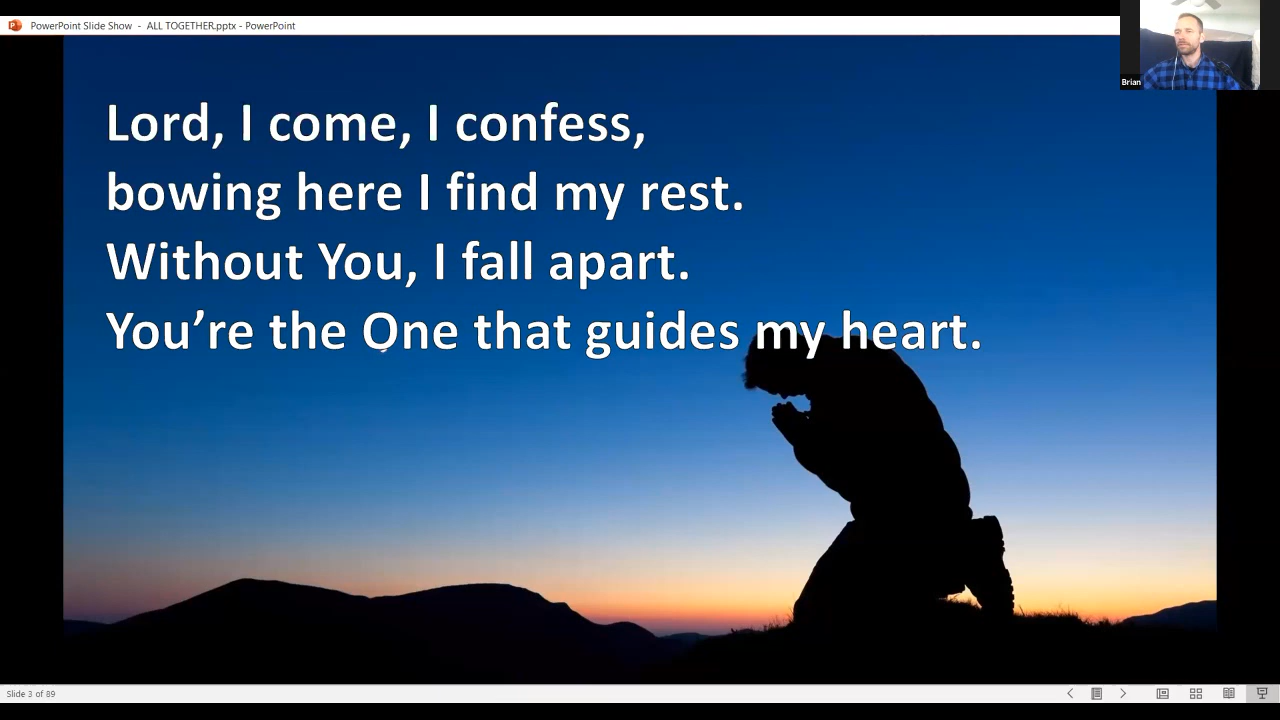 PowerPoint Slide Show - ALL TOGETHER.pptx - PowerPoint
Brian
Lord, I come, I confess,
bowing here I find my rest.
Without You, I fall apart.
You’re the One that guides my heart.
Slide 3 of 89